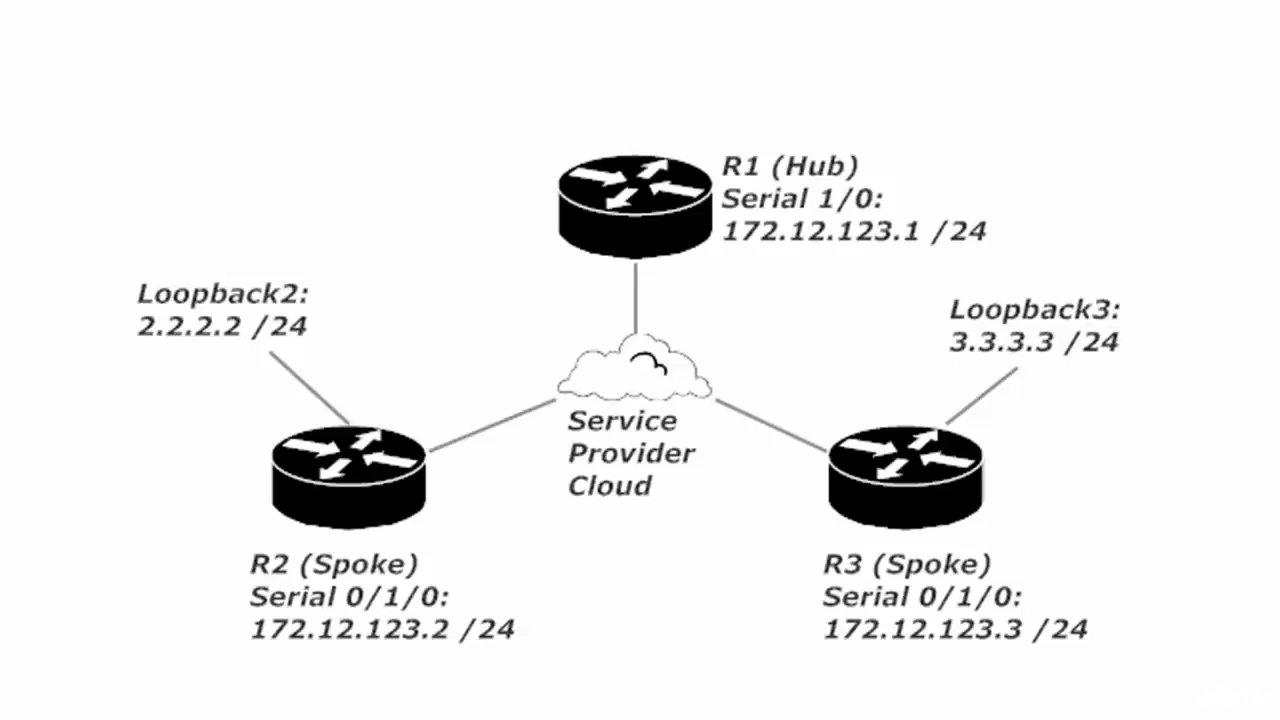 R1 (Hub)
Serial 1/0:
172.12.123.1 /24
Loopback2:
2.2.2.2 /24
Loopback3:
3.3.3.3 /24
Service
Provider
Cloud
R2 (Spoke)
Serial 0/1/0:
172.12.123.2 /24
R3 (Spoke)
Serial 0/1/0:
172.12.123.3 /24